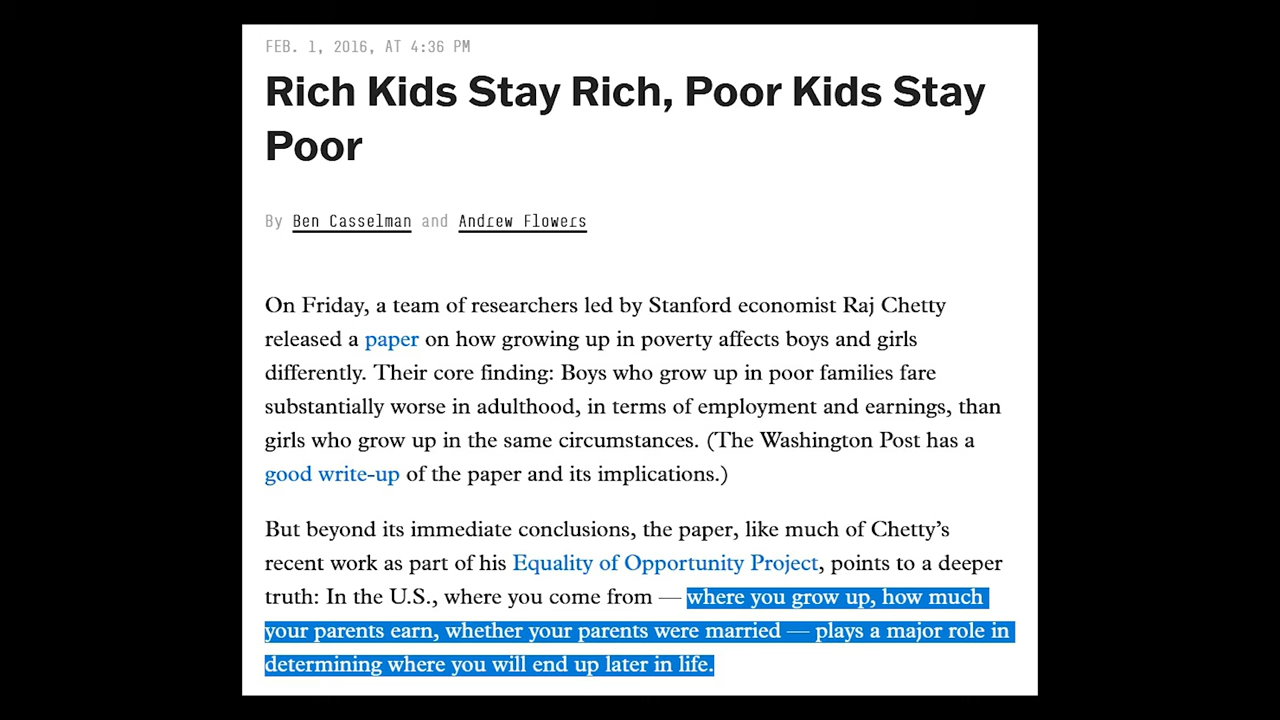 FEB. 1, 2016, AT 4:36 PM
Rich Kids Stay Rich, Poor Kids Stay
Poor
By Ben Casselman and Andrew Flowers
On Friday, a team of researchers led by Stanford economist Raj Chetty
released a paper on how growing up in poverty affects boys and girls
differently. Their core finding: Boys who grow up in poor families fare
substantially worse in adulthood, in terms of employment and earnings, than
girls who grow up in the same circumstances. (The Washington Post has a
good write-up of the paper and its implications.)
But beyond its immediate conclusions, the paper, like much of Chetty’s
recent work as part of his Equality of Opportunity Project, points to a deeper
truth: In the U.S., where you come from — where you grow up, how much
your parents earn, whether your parents were married — plays a major role in
determining where you will end up later in life.